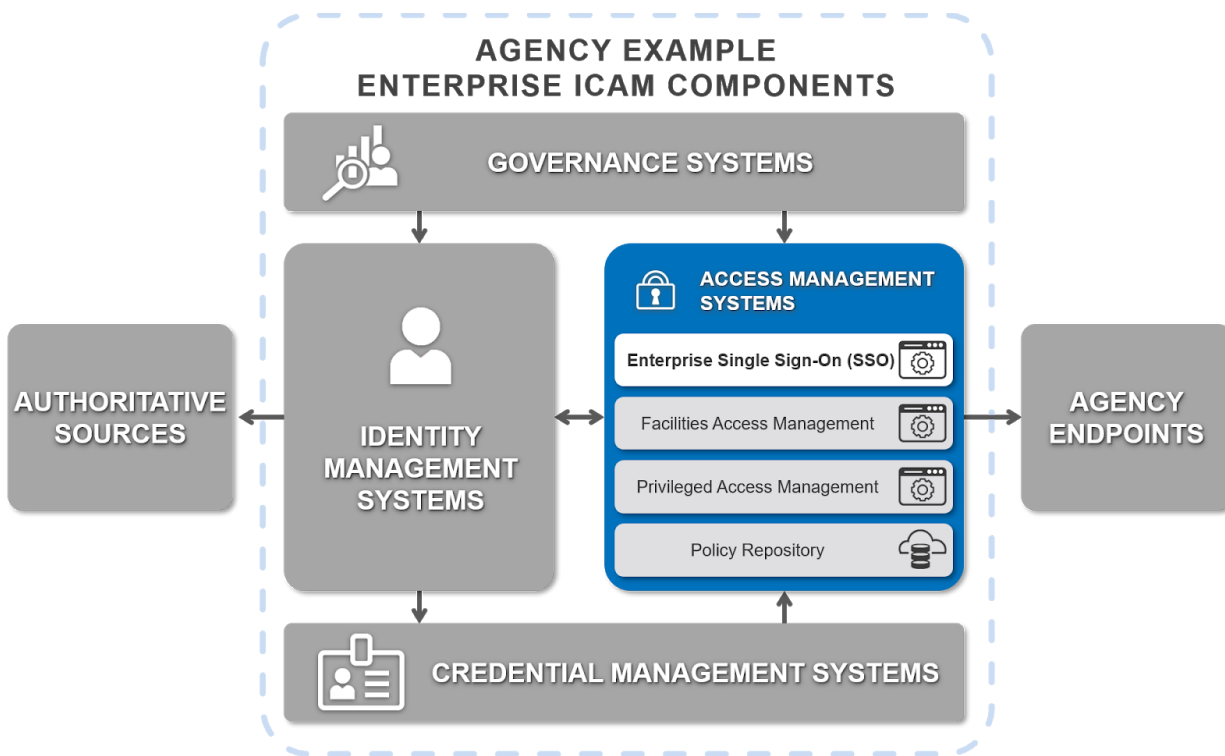 AGENCY EXAMPLE
ENTERPRISE ICAM COMPONENTS
GOVERNANCE SYSTEMS
AUTHORITATIVE
SOURCES
IDENTITY
MANAGEMENT
SYSTEMS
ACCESS MANAGEMENT
SYSTEMS
Enterprise Single Sign-On (SSO)
Facilities Access Management
Privileged Access Management
Policy Repository
AGENCY
ENDPOINTS
CREDENTIAL MANAGEMENT SYSTEMS